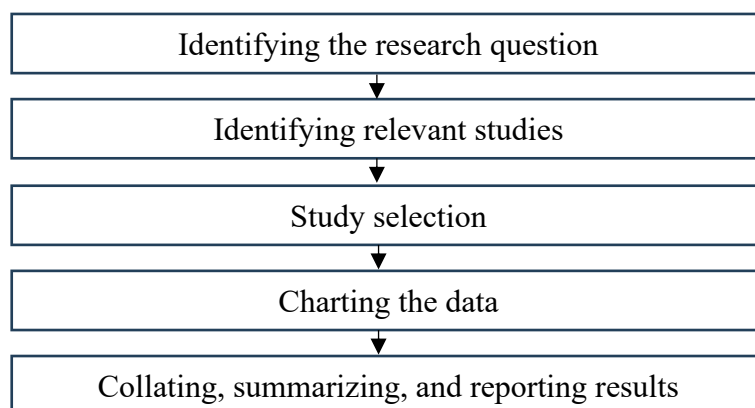 Identifying the research question
Identifying relevant studies
Study selection
Charting the data
Collating, summarizing, and reporting results